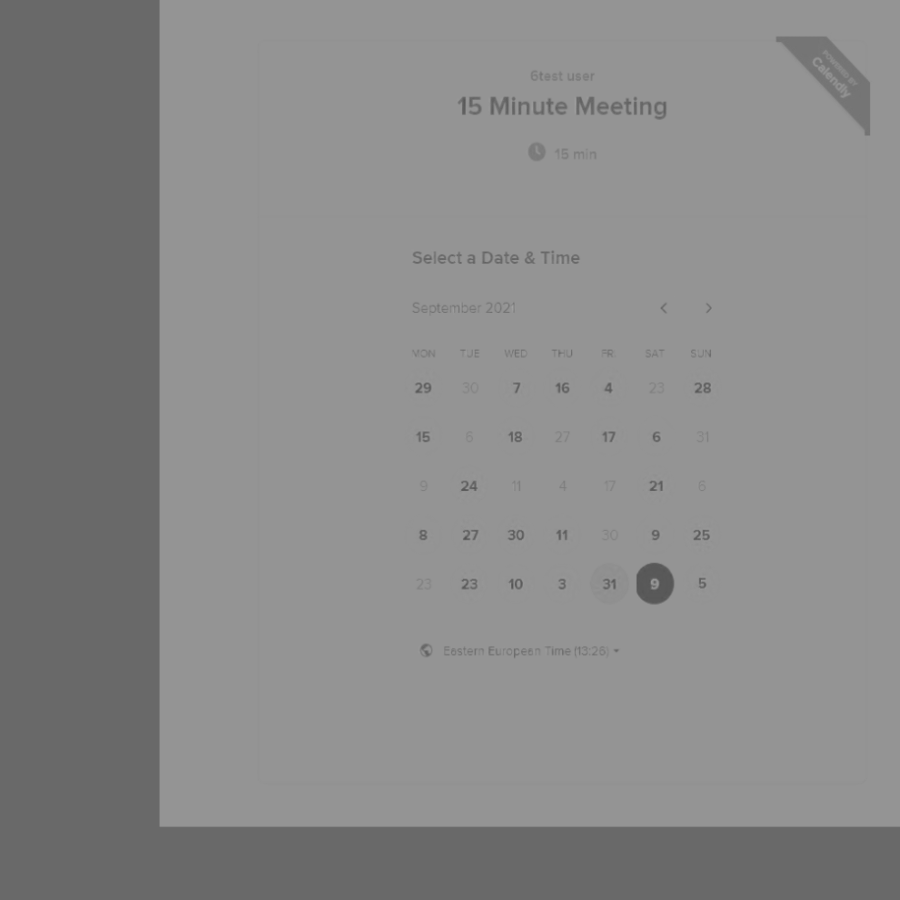 POWERED BY
Calendly
6test user
15 Minute Meeting
15 min
Select a Date & Time
September 2021
MON TUE WED THU FR SAT SUN
29 30 7 16 4 23 28
15 6 18 27 17 6 31
9 24 11 4 17 21 6
8 27 30 11 30 9 25
23 23 10 3 31 9 5
Eastern European Time (13:26)